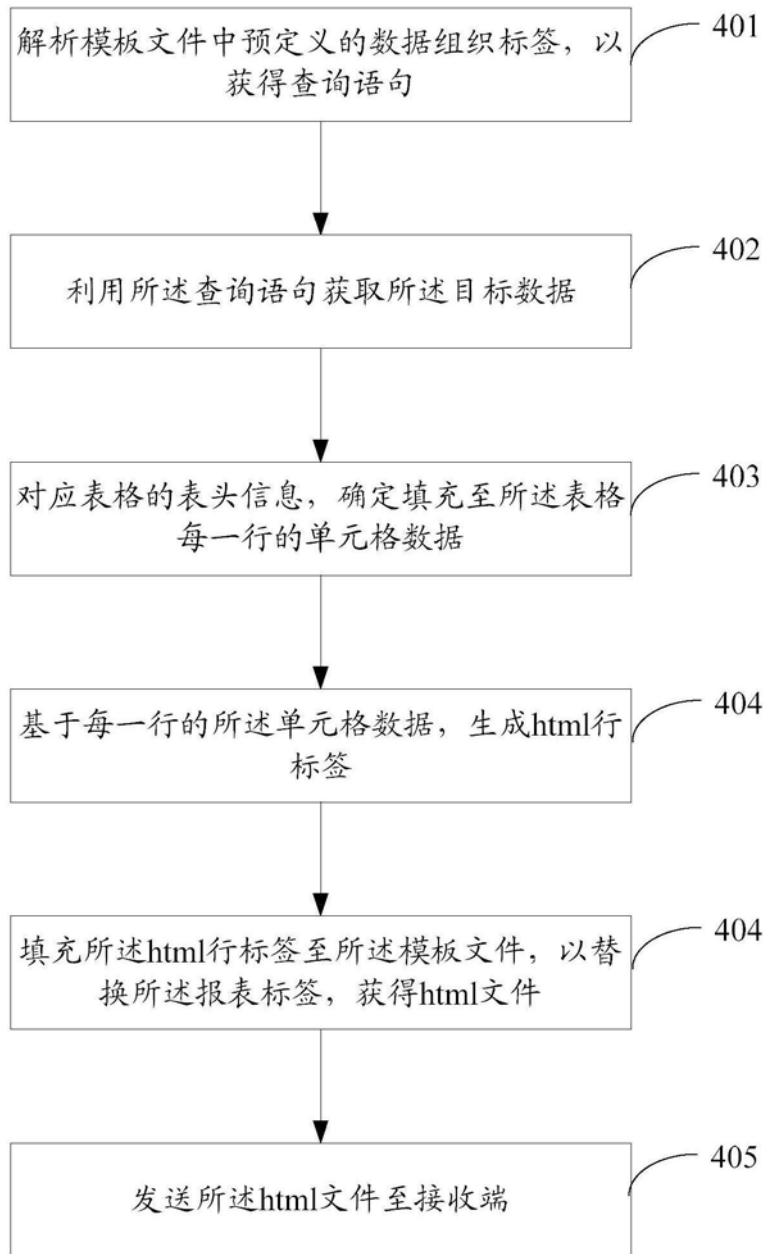 解析模板文件中预定义的数据组织标签，以
获得查询语句
401
利用所述查询语句获取所述目标数据
402
对应表格的表头信息，确定填充至所述表格
每一行的单元格数据
403
基于每一行的所述单元格数据，生成html行
标签
404
填充所述html行标签至所述模板文件，以替
换所述报表标签，获得html文件
404
发送所述html文件至接收端
405